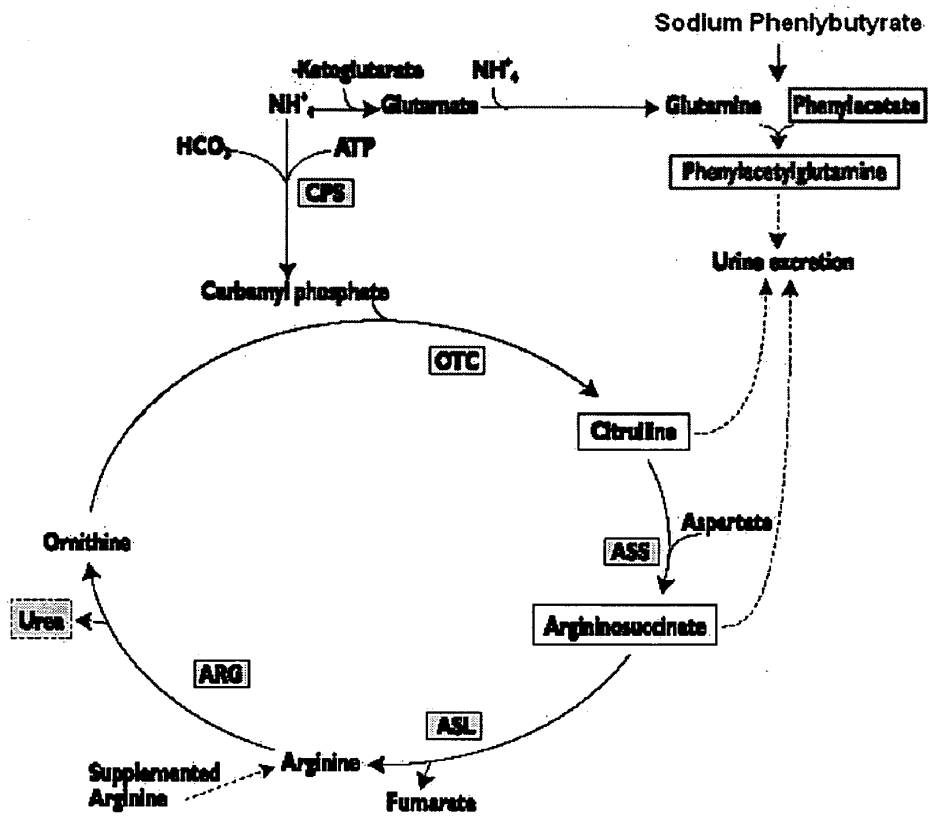 Sodium Phenlybutyrate
-Ketoglutarate
NH⁺₄
NH⁺₄
Glutamate
Glutamine
Phenylacetate
HCO₃
ATP
CPS
Phenylacetylglutamine
Urine excretion
Carbamyl phosphate
OTC
Citrulline
Aspartate
Ornithine
ASS
Urea
Argininosuccinate
ARG
ASL
Arginine
Supplemented
Arginine
Fumarate